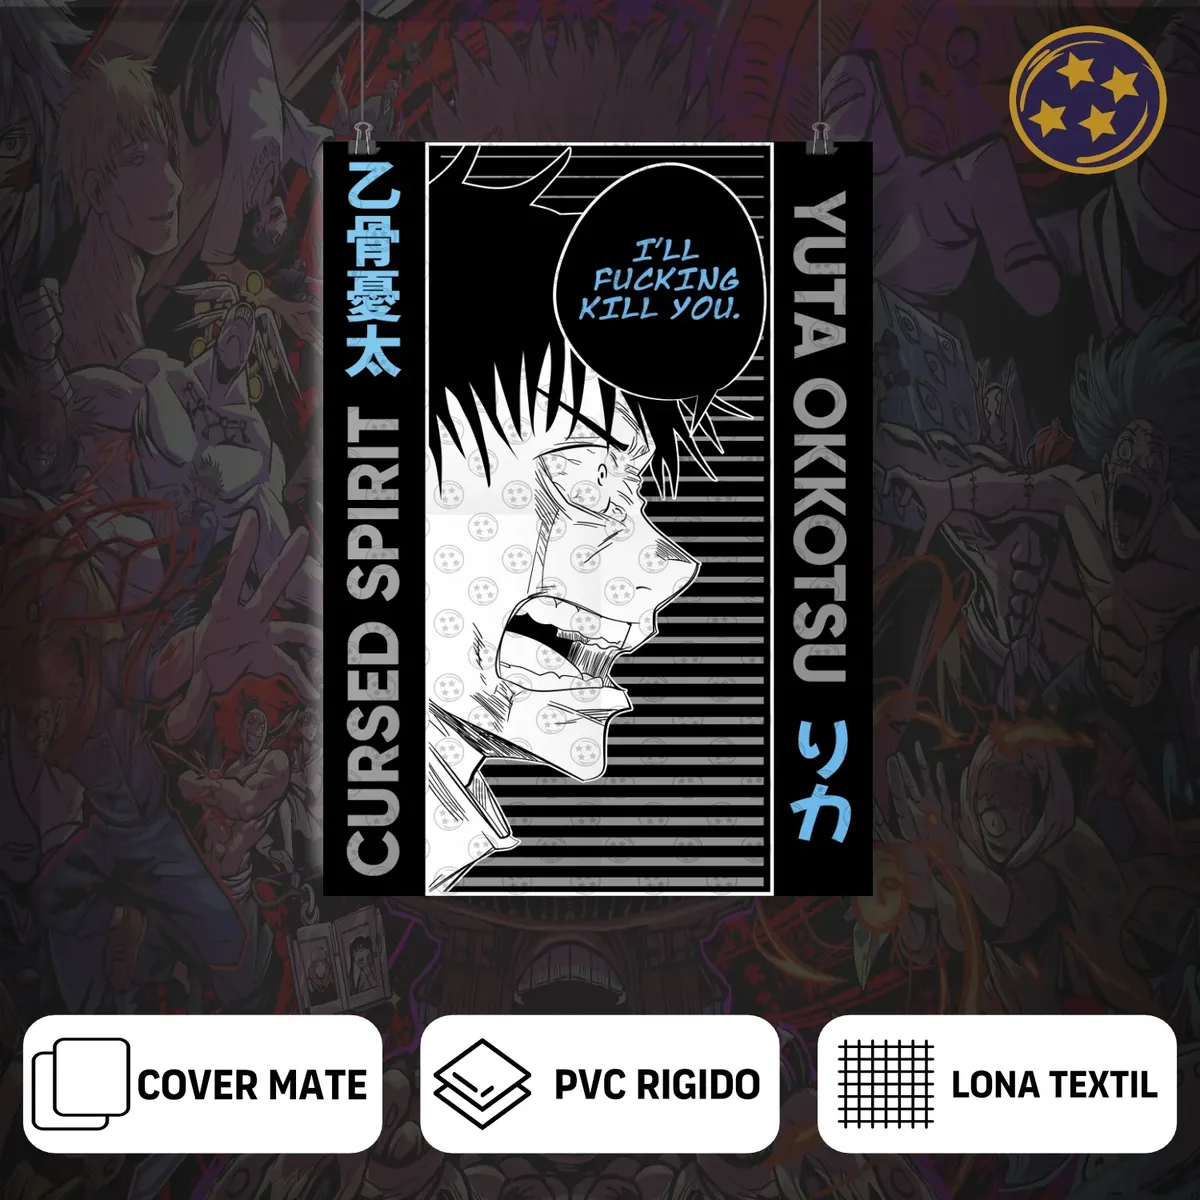 乙骨憂太
CURSED SPIRIT
I'LL
FUCKING
KILL YOU.
YUTA OKKOTSU
リカ
COVER MATE
PVC RIGIDO
LONA TEXTIL